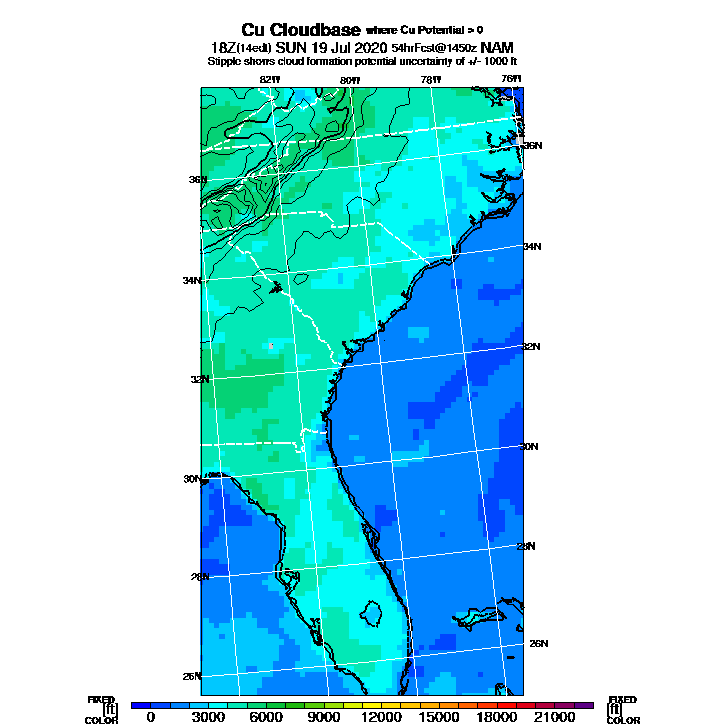 Cu Cloudbase where Cu Potential > 0
18Z(14edt) SUN 19 Jul 2020 54hrFcst@1450z NAM
Stipple shows cloud formation potential uncertainty of +/- 1000 ft
82W 80W 78W 76W
36N
36N
34N
34N
32N
32N
30N
30N
28N
28N
26N
26N
FIXED FIXED
[ft] [ft]
COLOR COLOR
0 3000 6000 9000 12000 15000 18000 21000